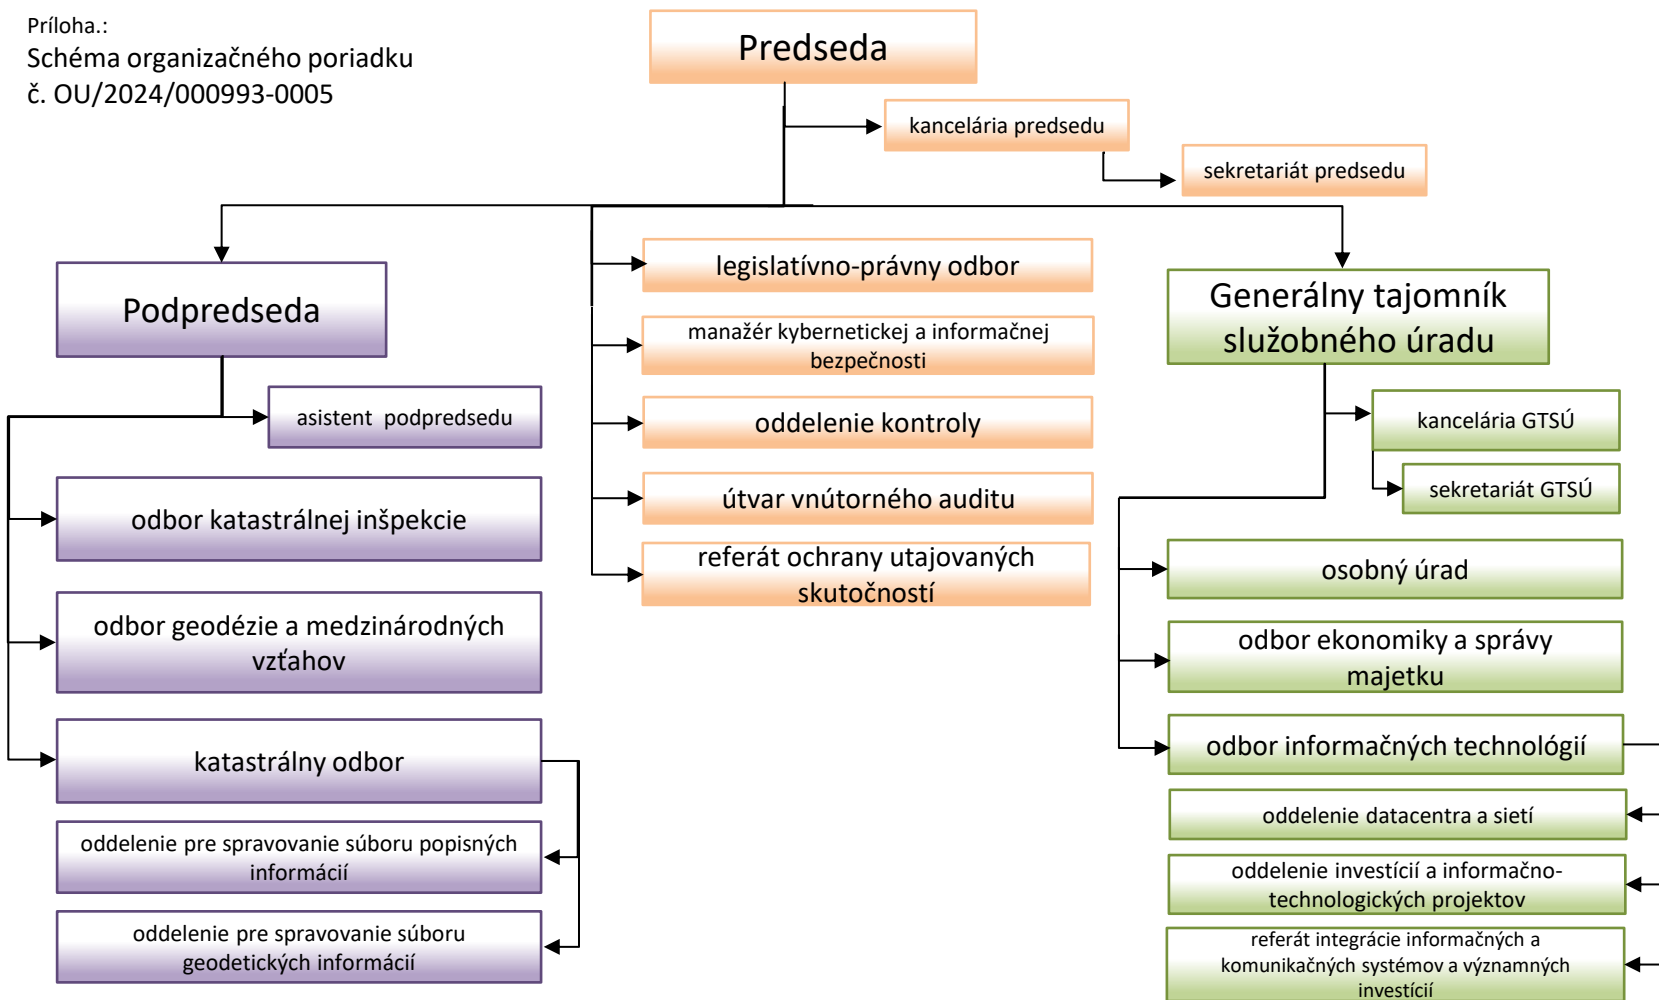 Príloha.:
Schéma organizačného poriadku
č. OU/2024/000993-0005
Predseda
kancelária predsedu
sekretariát predsedu
Podpredseda
asistent podpredsedu
odbor katastrálnej inšpekcie
odbor geodézie a medzinárodných
vzťahov
katastrálny odbor
oddelenie pre spravovanie súboru popisných
informácií
oddelenie pre spravovanie súboru
geodetických informácií
legislatívno-právny odbor
manažér kybernetickej a informačnej
bezpečnosti
oddelenie kontroly
útvar vnútorného auditu
referát ochrany utajovaných
skutočností
Generálny tajomník
služobného úradu
kancelária GTSÚ
sekretariát GTSÚ
osobný úrad
odbor ekonomiky a správy
majetku
odbor informačných technológií
oddelenie datacentra a sietí
oddelenie investícií a informačno-
technologických projektov
referát integrácie informačných a
komunikačných systémov a významných
investícií